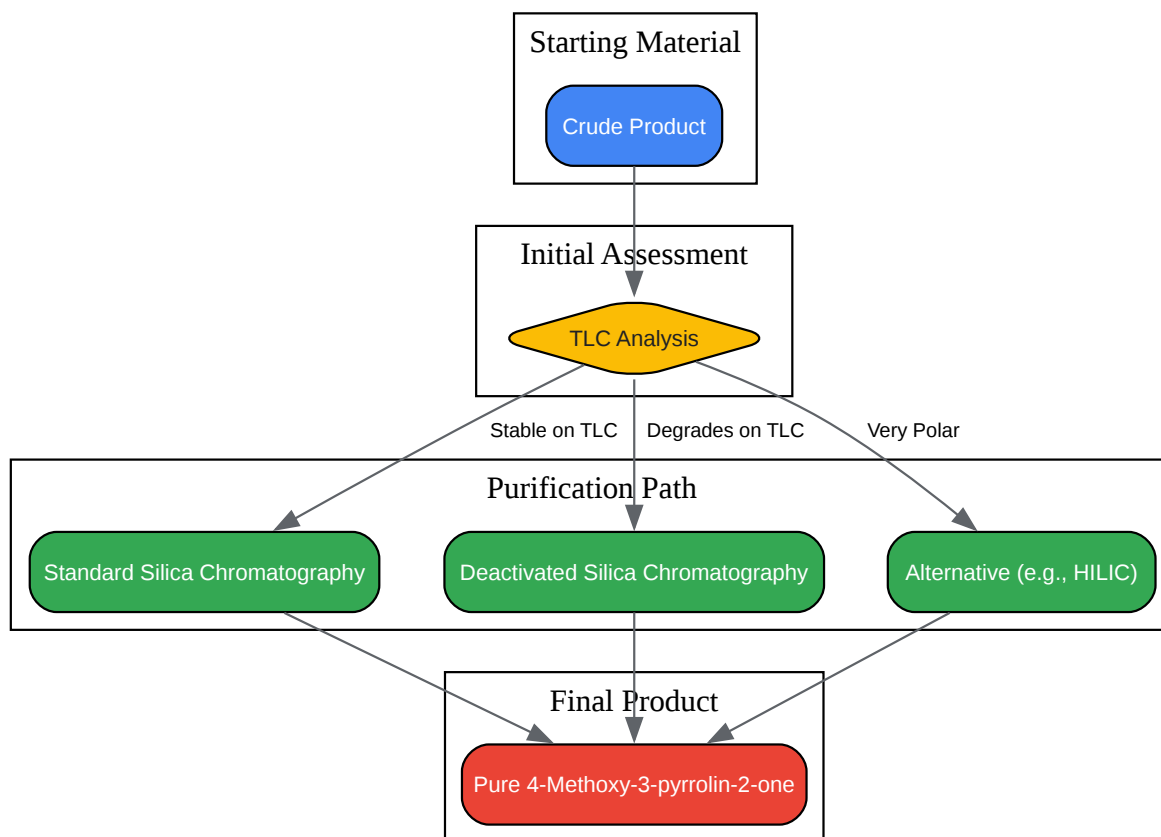 Starting Material
Crude Product
Initial Assessment
TLC Analysis
Stable on TLC
Degrades on TLC
Very Polar
Purification Path
Standard Silica Chromatography
Deactivated Silica Chromatography
Alternative (e.g., HILIC)
Final Product
Pure 4-Methoxy-3-pyrrolin-2-one